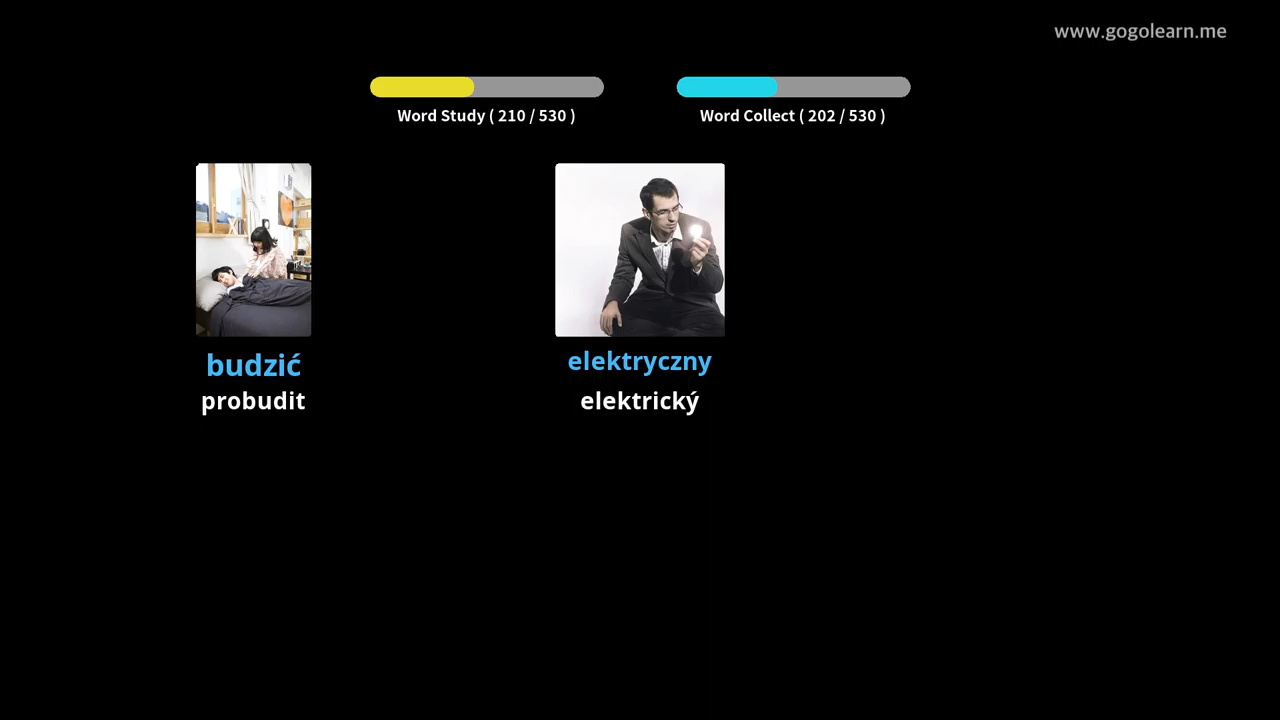 www.gogolearn.me
Word Study ( 210 / 530 )
Word Collect ( 202 / 530 )
budzić
probudit
elektryczny
elektrický